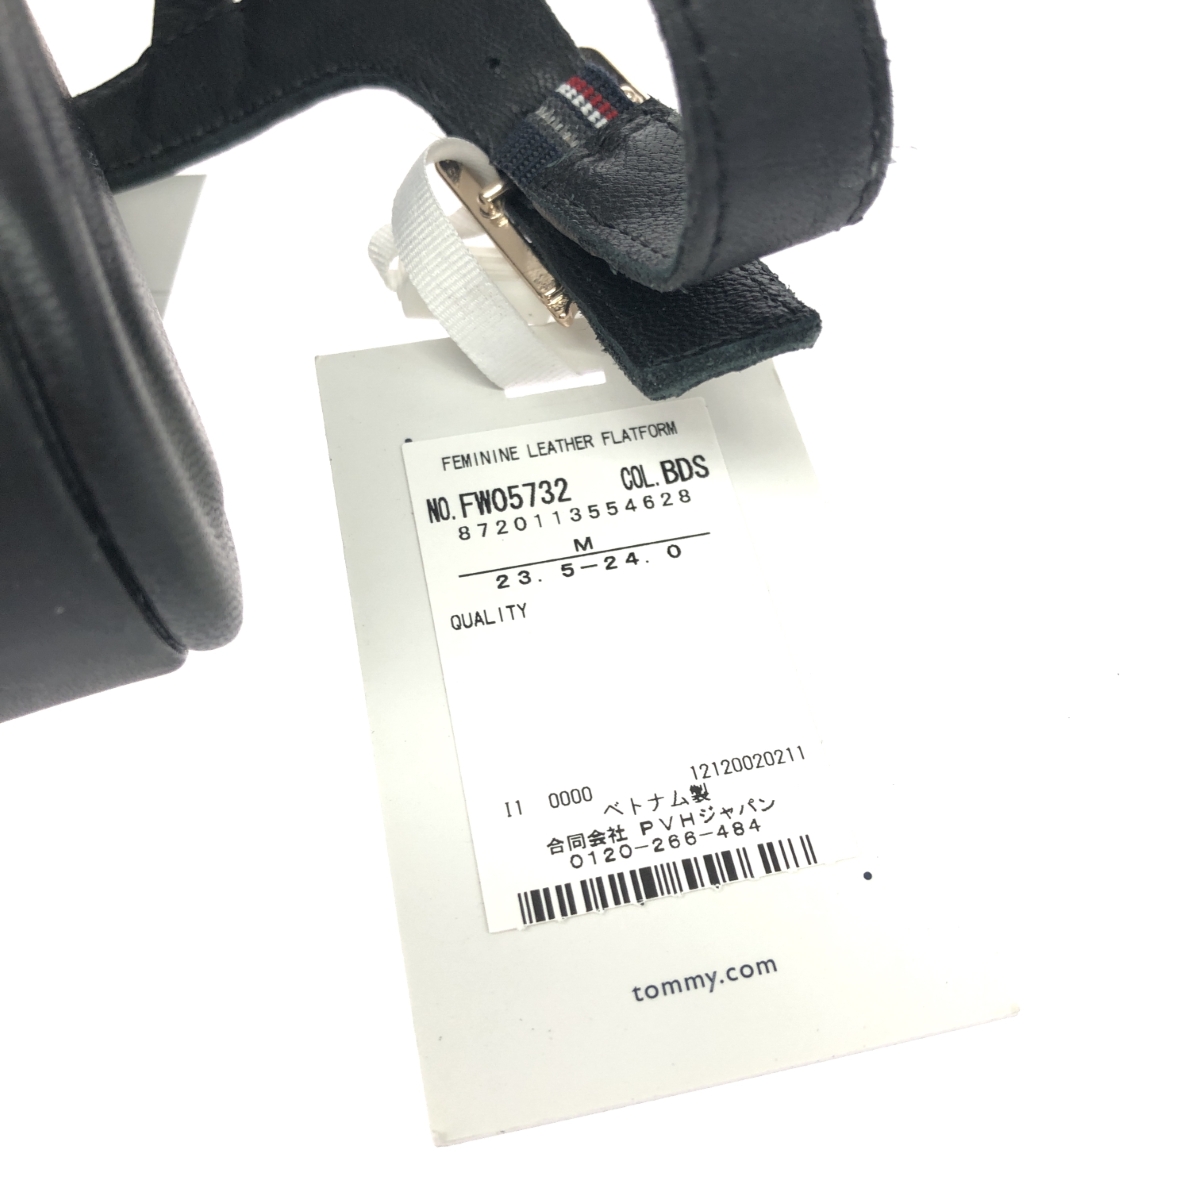 FEMININE LEATHER FLATFORM
NO.FW05732 COL.BDS
8720113554628
M
23.5-24.0
QUALITY
12120020211
I1 0000 ベトナム製
合同会社 PVHジャパン
0120-266-484
tommy.com